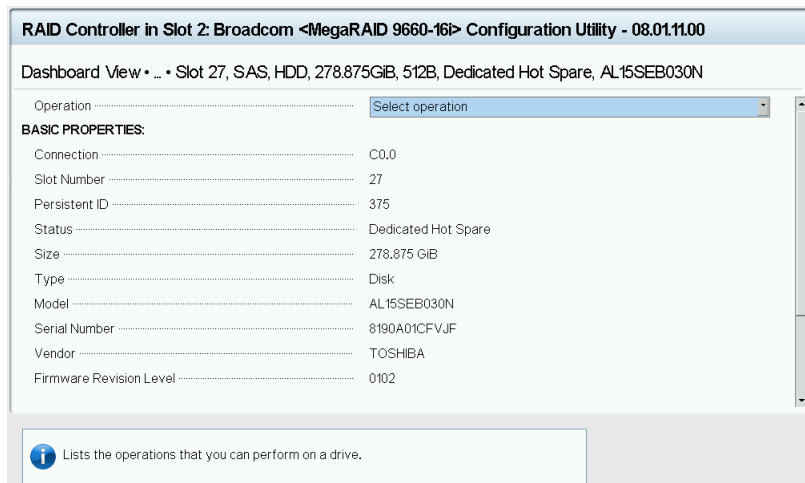 RAID Controller in Slot 2: Broadcom <MegaRAID 9660-16i> Configuration Utility - 08.01.11.00
Dashboard View • ... • Slot 27, SAS, HDD, 278.875GiB, 512B, Dedicated Hot Spare, AL15SEB030N
Operation Select operation
BASIC PROPERTIES:
Connection C0.0
Slot Number 27
Persistent ID 375
Status Dedicated Hot Spare
Size 278.875 GiB
Type Disk
Model AL15SEB030N
Serial Number 8190A01CFVJF
Vendor TOSHIBA
Firmware Revision Level 0102
Lists the operations that you can perform on a drive.